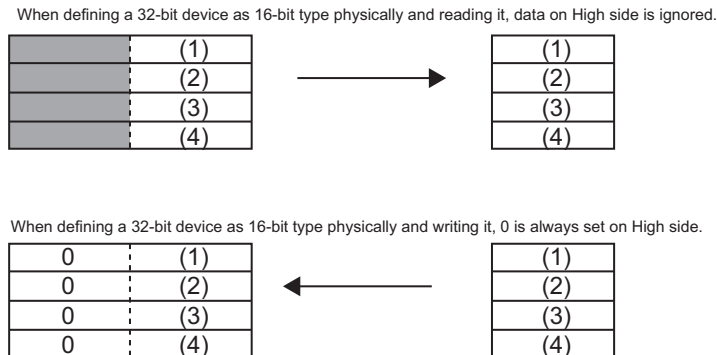 When defining a 32-bit device as 16-bit type physically and reading it, data on High side is ignored.
(1) (1)
(2) (2)
(3) (3)
(4) (4)
When defining a 32-bit device as 16-bit type physically and writing it, 0 is always set on High side.
0 (1) (1)
0 (2) (2)
0 (3) (3)
0 (4) (4)